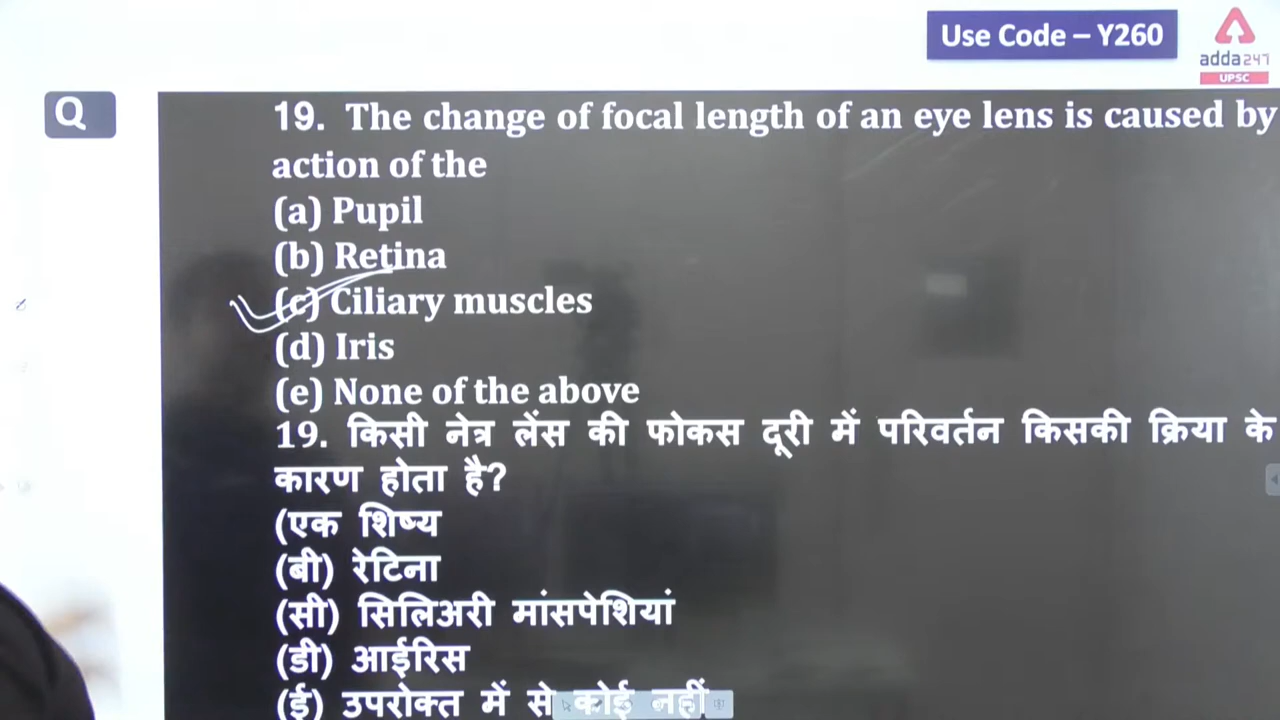 Use Code – Y260
adda247
UPSC
Q
19. The change of focal length of an eye lens is caused by
action of the
(a) Pupil
(b) Retina
(c) Ciliary muscles
(d) Iris
(e) None of the above
19. किसी नेत्र लेंस की फोकस दूरी में परिवर्तन किसकी क्रिया के
कारण होता है?
(एक शिष्य
(बी) रेटिना
(सी) सिलिअरी मांसपेशियां
(डी) आईरिस
(ई) उपरोक्त में से कोई नहीं